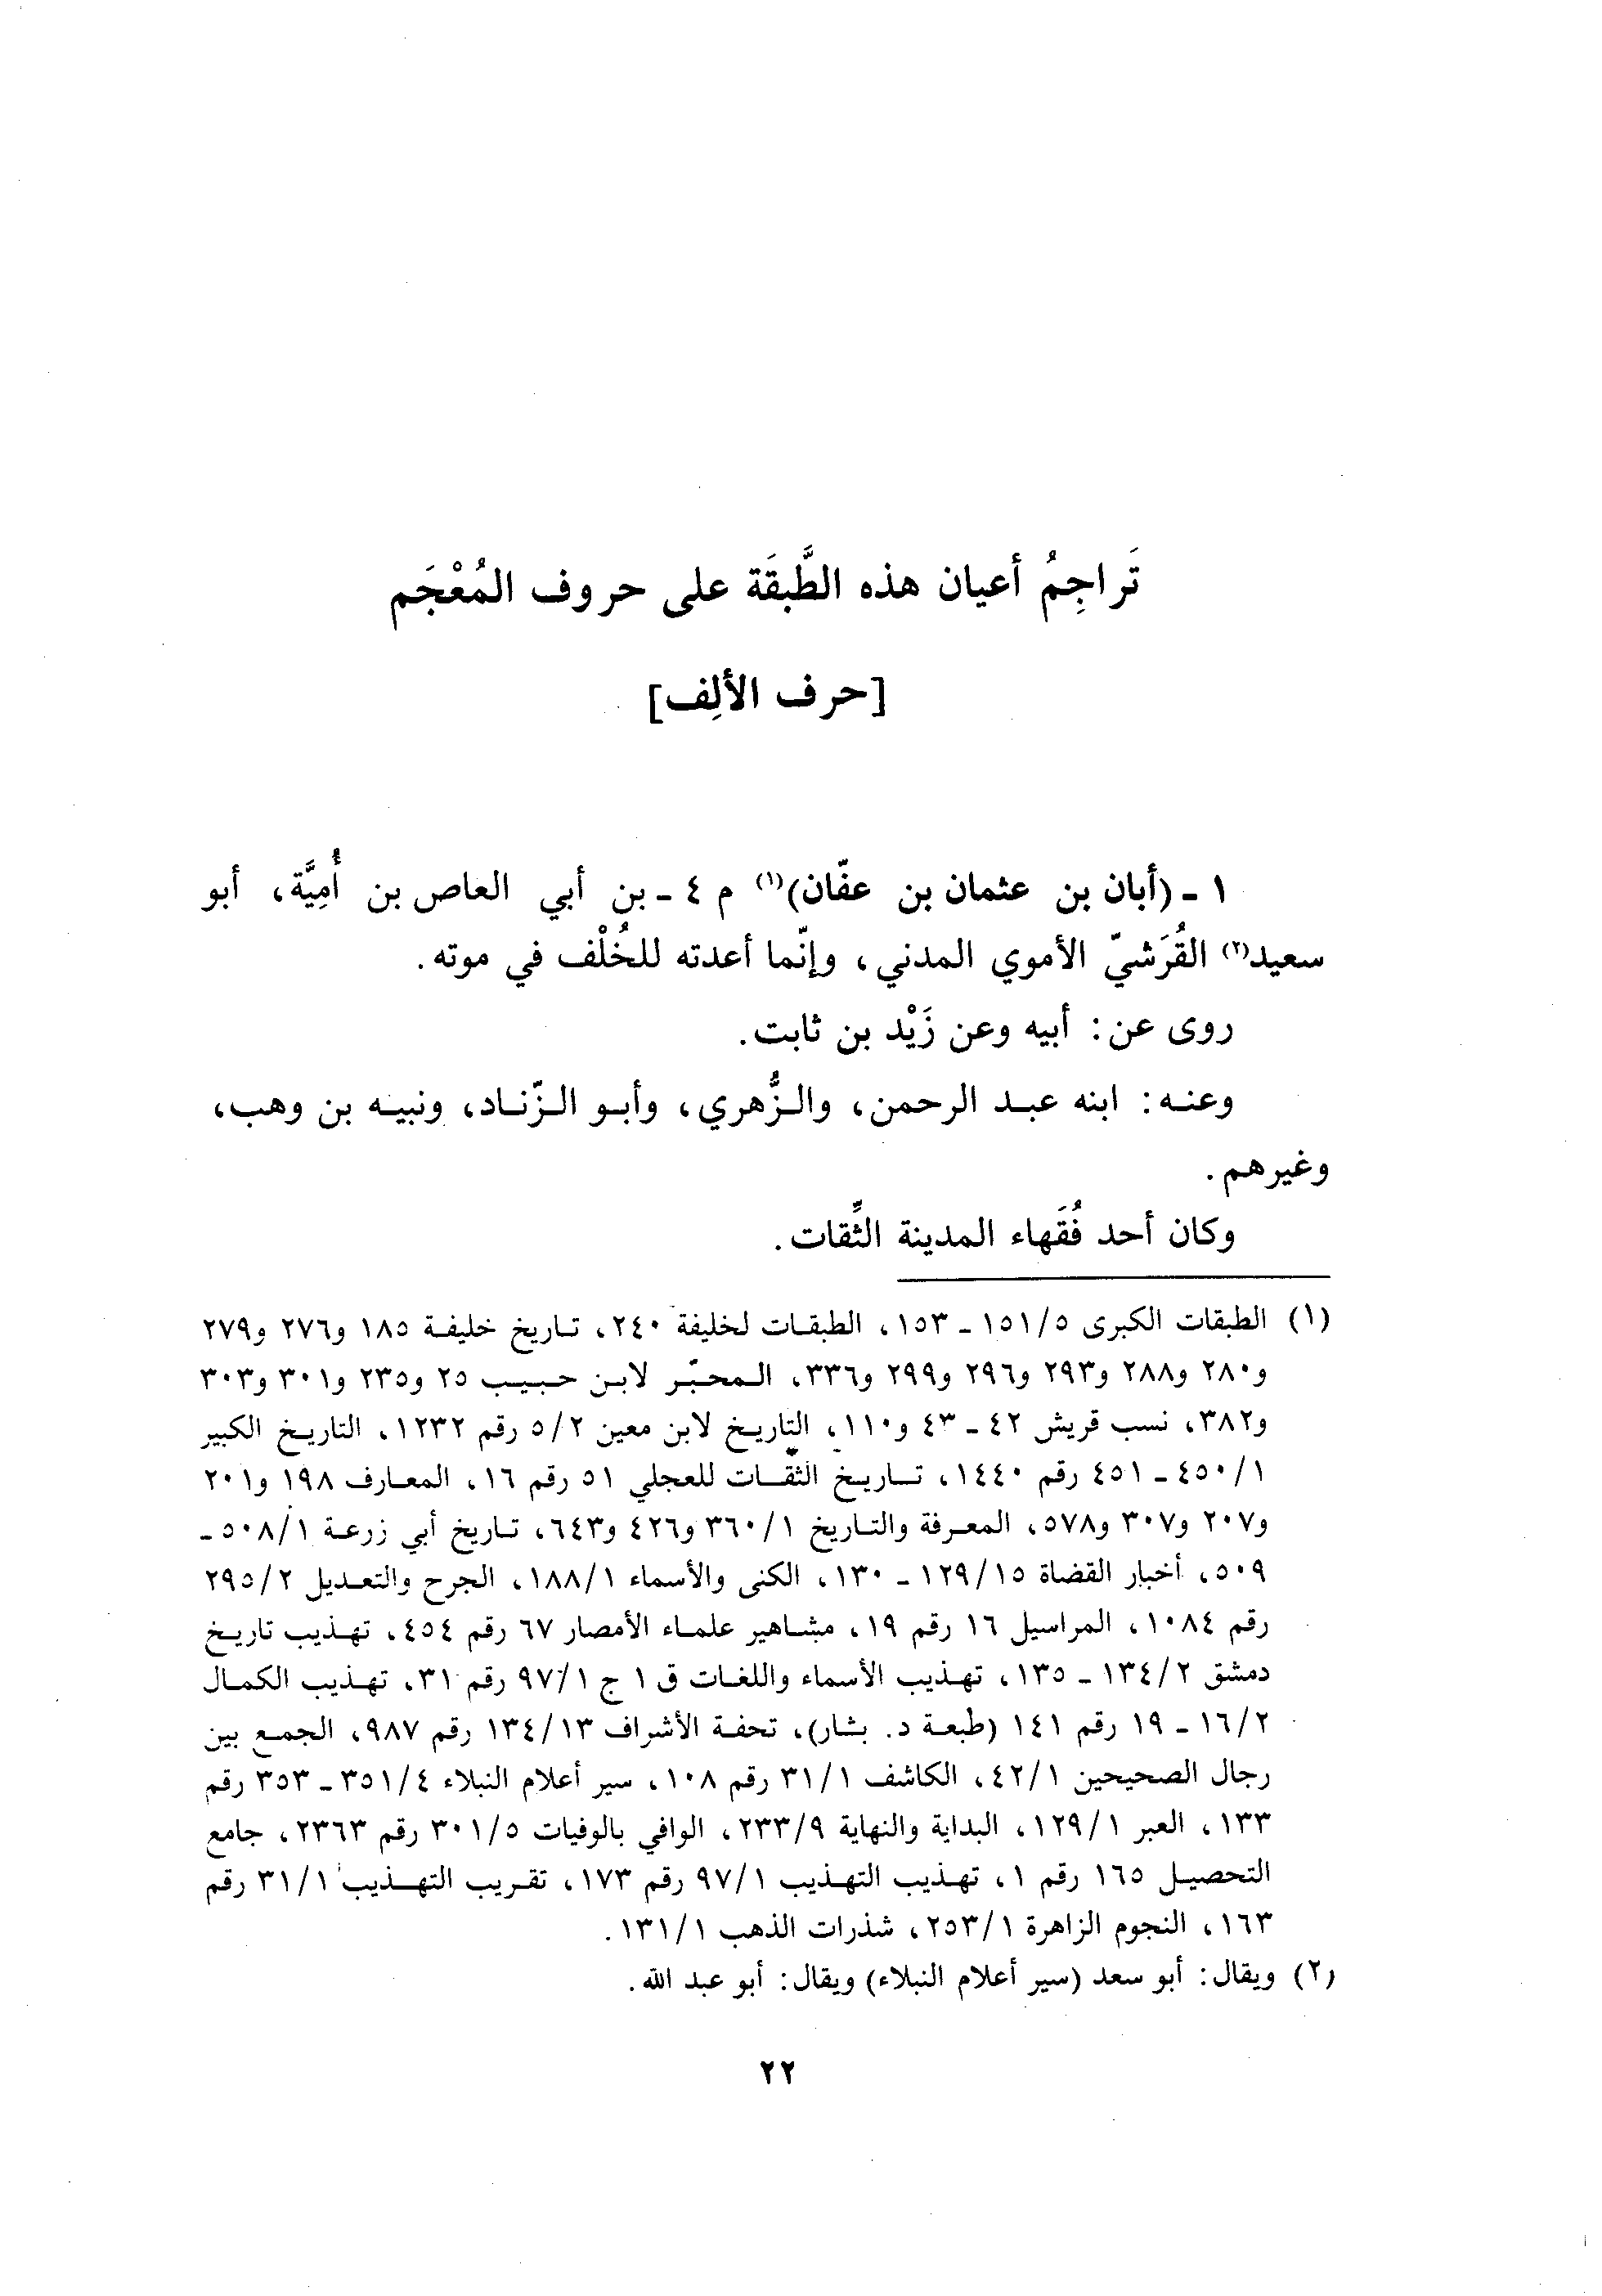 تَراجِمُ أعيان هذه الطَّبقَة على حروف المُعْجَم
[حرف الألِف]
١ ـ (أبان بن عثمان بن عفّان)(١) م ٤ ـ بن أبي العاص بن أُمِيَّة، أبو
سعيد(٢) القُرَشيّ الأموي المدني، وإنّما أعدته للخُلْف في موته.
روى عن: أبيه وعن زَيْد بن ثابت.
وعنه: ابنه عبد الرحمن، والزُّهري، وأبو الزّناد، ونبيه بن وهب،
وغيرهم.
وكان أحد فُقَهاء المدينة الثِّقات.
(١) الطبقات الكبرى ١٥١/٥ ـ ١٥٣، الطبقات لخليفة ٢٤٠، تاريخ خليفة ١٨٥ و٢٧٦ و٢٧٩
و٢٨٠ و٢٨٨ و٢٩٣ و٢٩٦ و٢٩٩ و٣٣٦، المحبّر لابن حبيب ٢٥ و٢٣٥ و٣٠١ و٣٠٣
و٣٨٢، نسب قريش ٤٢ ـ ٤٣ و١١٠، التاريخ لابن معين ٥/٢ رقم ١٢٣٢، التاريخ الكبير
٤٥٠/١ ـ ٤٥١ رقم ١٤٤٠، تاريخ الثّقات للعجلي ٥١ رقم ١٦، المعارف ١٩٨ و٢٠١
و٢٠٧ و٣٠٧ و٥٧٨، المعرفة والتاريخ ٣٦٠/١ و٤٢٦ و٦٤٣، تاريخ أبي زرعة ٥٠٨/١ ـ
٥٠٩، أخبار القضاة ١٢٩/١٥ ـ ١٣٠، الكنى والأسماء ١٨٨/١، الجرح والتعديل ٢٩٥/٢
رقم ١٠٨٤، المراسيل ١٦ رقم ١٩، مشاهير علماء الأمصار ٦٧ رقم ٤٥٤، تهذيب تاريخ
دمشق ١٣٤/٢ ـ ١٣٥، تهذيب الأسماء واللغات ق ١ ج ٩٧/١ رقم ٣١، تهذيب الكمال
١٦/٢ ـ ١٩ رقم ١٤١ (طبعة د. بشار)، تحفة الأشراف ١٣٤/١٣ رقم ٩٨٧، الجمع بين
رجال الصحيحين ٤٢/١، الكاشف ٣١/١ رقم ١٠٨، سير أعلام النبلاء ٣٥١/٤ ـ ٣٥٣ رقم
١٣٣، العبر ١٢٩/١، البداية والنهاية ٢٣٣/٩، الوافي بالوفيات ٣٠١/٥ رقم ٢٣٦٣، جامع
التحصيل ١٦٥ رقم ١، تهذيب التهذيب ٩٧/١ رقم ١٧٣، تقريب التهذيب ٣١/١ رقم
١٦٣، النجوم الزاهرة ٢٥٣/١، شذرات الذهب ١٣١/١.
(٢) ويقال: أبو سعد (سير أعلام النبلاء) ويقال: أبو عبد الله.
٢٢